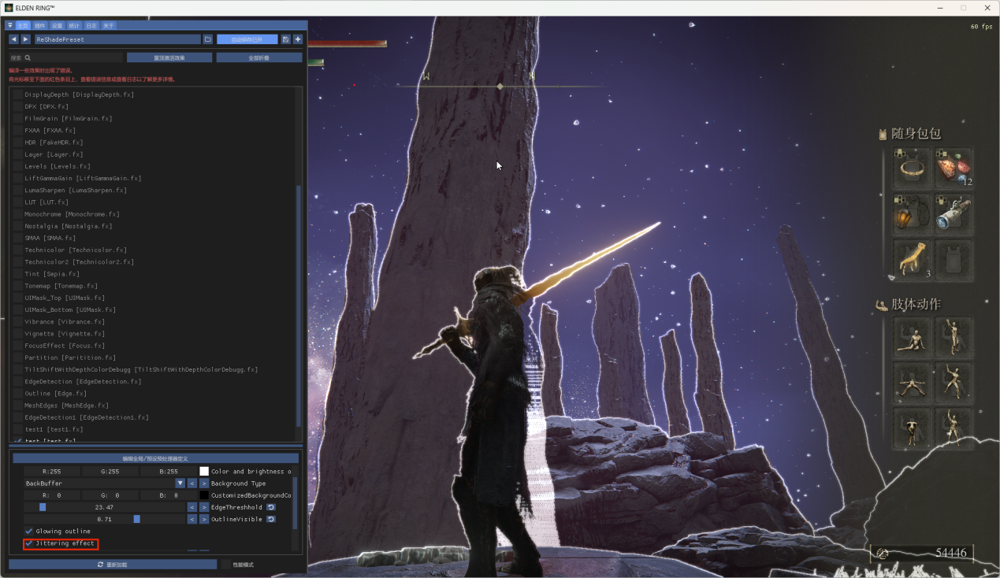 ELDEN RING™
主页 插件 设置 统计 日志 关于
60 fps
ReShadePreset 自动保存已开
搜索 置顶激活效果 全部折叠
编译一些效果时出现了错误。
将光标移至下面的红色条目上，查看错误信息或查看日志以了解更多详情。
DisplayDepth [DisplayDepth.fx]
DPX [DPX.fx]
FilmGrain [FilmGrain.fx]
FXAA [FXAA.fx]
HDR [FakeHDR.fx]
Layer [Layer.fx]
Levels [Levels.fx]
LiftGammaGain [LiftGammaGain.fx]
LumaSharpen [LumaSharpen.fx]
LUT [LUT.fx]
Monochrome [Monochrome.fx]
Nostalgia [Nostalgia.fx]
SMAA [SMAA.fx]
Technicolor [Technicolor.fx]
Technicolor2 [Technicolor2.fx]
Tint [Sepia.fx]
Tonemap [Tonemap.fx]
UIMask_Top [UIMask.fx]
UIMask_Bottom [UIMask.fx]
Vibrance [Vibrance.fx]
Vignette [Vignette.fx]
FocusEffect [Focus.fx]
Partition [Paritition.fx]
TiltShiftWithDepthColorDebugg [TiltShiftWithDepthColorDebugg.fx]
EdgeDetection [EdgeDetection.fx]
Outline [Edge.fx]
MeshEdges [MeshEdge.fx]
EdgeDetection1 [EdgeDetection1.fx]
test1 [test1.fx]
test [test.fx]
编辑全局/预设预处理器定义
R:255 G:255 B:255 Color and brightness o
BackBuffer < > Background Type
R: 0 G: 0 B: 0 CustomizedBackgroundCo
23.47 < > EdgeThreshhold
0.71 < > OutlineVisible
Glowing outline
Jittering effect
重新加载 性能模式
W N
随身包包
12
3
肢体动作
54446